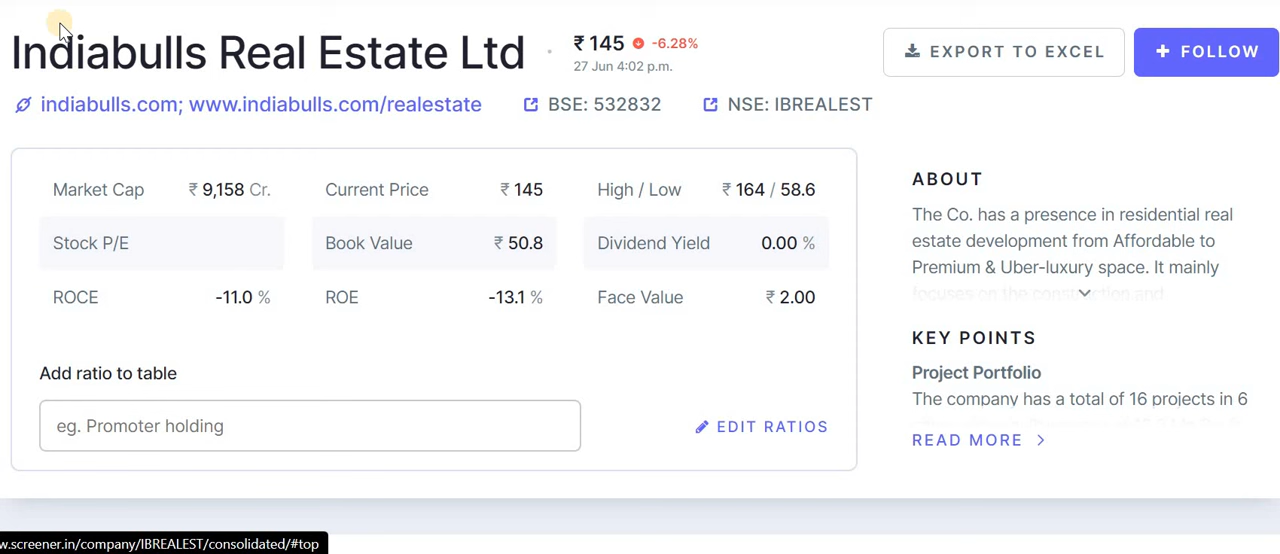 Indiabulls Real Estate Ltd
₹ 145 -6.28%
27 Jun 4:02 p.m.
EXPORT TO EXCEL
+ FOLLOW
indiabulls.com; www.indiabulls.com/realestate
BSE: 532832
NSE: IBREALEST
Market Cap ₹ 9,158 Cr.
Current Price ₹ 145
High / Low ₹ 164 / 58.6
Stock P/E
Book Value ₹ 50.8
Dividend Yield 0.00 %
ROCE -11.0 %
ROE -13.1 %
Face Value ₹ 2.00
Add ratio to table
eg. Promoter holding
EDIT RATIOS
ABOUT
The Co. has a presence in residential real
estate development from Affordable to
Premium & Uber-luxury space. It mainly
focuses on the construction and
KEY POINTS
Project Portfolio
The company has a total of 16 projects in 6
READ MORE
w.screener.in/company/IBREALEST/consolidated/#top